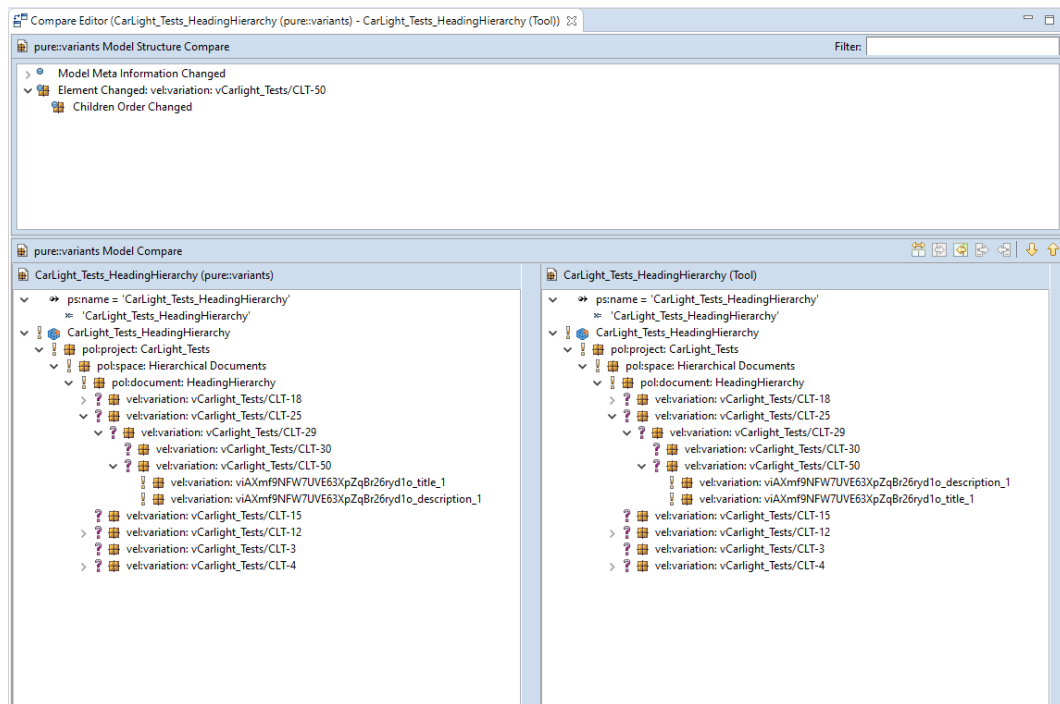 Compare Editor (CarLight_Tests_HeadingHierarchy (pure::variants) - CarLight_Tests_HeadingHierarchy (Tool))
pure::variants Model Structure Compare
Filter:
Model Meta Information Changed
Element Changed: vel:variation: vCarlight_Tests/CLT-50
Children Order Changed
pure::variants Model Compare
CarLight_Tests_HeadingHierarchy (pure::variants)
ps:name = 'CarLight_Tests_HeadingHierarchy'
'CarLight_Tests_HeadingHierarchy'
CarLight_Tests_HeadingHierarchy
pol:project: CarLight_Tests
pol:space: Hierarchical Documents
pol:document: HeadingHierarchy
vel:variation: vCarlight_Tests/CLT-18
vel:variation: vCarlight_Tests/CLT-25
vel:variation: vCarlight_Tests/CLT-29
vel:variation: vCarlight_Tests/CLT-30
vel:variation: vCarlight_Tests/CLT-50
vel:variation: viAXmf9NFW7UVE63XpZqBr26ryd1o_title_1
vel:variation: viAXmf9NFW7UVE63XpZqBr26ryd1o_description_1
vel:variation: vCarlight_Tests/CLT-15
vel:variation: vCarlight_Tests/CLT-12
vel:variation: vCarlight_Tests/CLT-3
vel:variation: vCarlight_Tests/CLT-4
CarLight_Tests_HeadingHierarchy (Tool)
ps:name = 'CarLight_Tests_HeadingHierarchy'
'CarLight_Tests_HeadingHierarchy'
CarLight_Tests_HeadingHierarchy
pol:project: CarLight_Tests
pol:space: Hierarchical Documents
pol:document: HeadingHierarchy
vel:variation: vCarlight_Tests/CLT-18
vel:variation: vCarlight_Tests/CLT-25
vel:variation: vCarlight_Tests/CLT-29
vel:variation: vCarlight_Tests/CLT-30
vel:variation: vCarlight_Tests/CLT-50
vel:variation: viAXmf9NFW7UVE63XpZqBr26ryd1o_description_1
vel:variation: viAXmf9NFW7UVE63XpZqBr26ryd1o_title_1
vel:variation: vCarlight_Tests/CLT-15
vel:variation: vCarlight_Tests/CLT-12
vel:variation: vCarlight_Tests/CLT-3
vel:variation: vCarlight_Tests/CLT-4